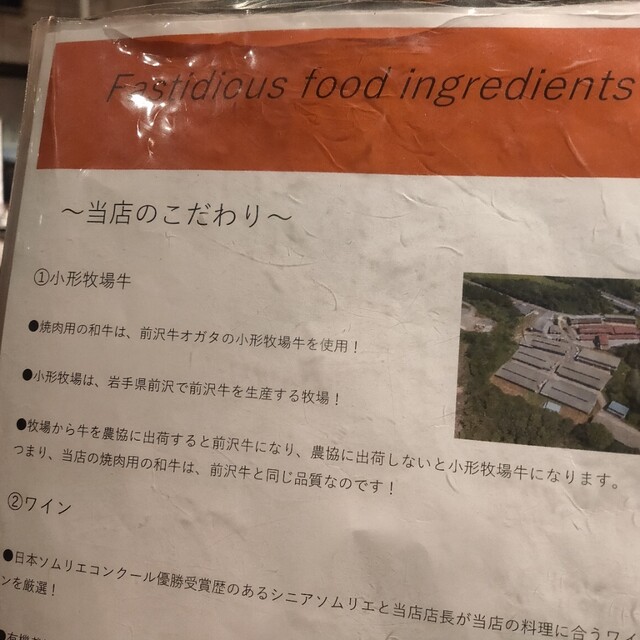 Fastidious food ingredients
～当店のこだわり～
①小形牧場牛
●焼肉用の和牛は、前沢牛オガタの小形牧場牛を使用！
●小形牧場は、岩手県前沢で前沢牛を生産する牧場！
●牧場から牛を農協に出荷すると前沢牛になり、農協に出荷しないと小形牧場牛になります。
つまり、当店の焼肉用の和牛は、前沢牛と同じ品質なのです！
②ワイン
●日本ソムリエコンクール優勝受賞歴のあるシニアソムリエと当店店長が当店の料理に合うワイ
ンを厳選！